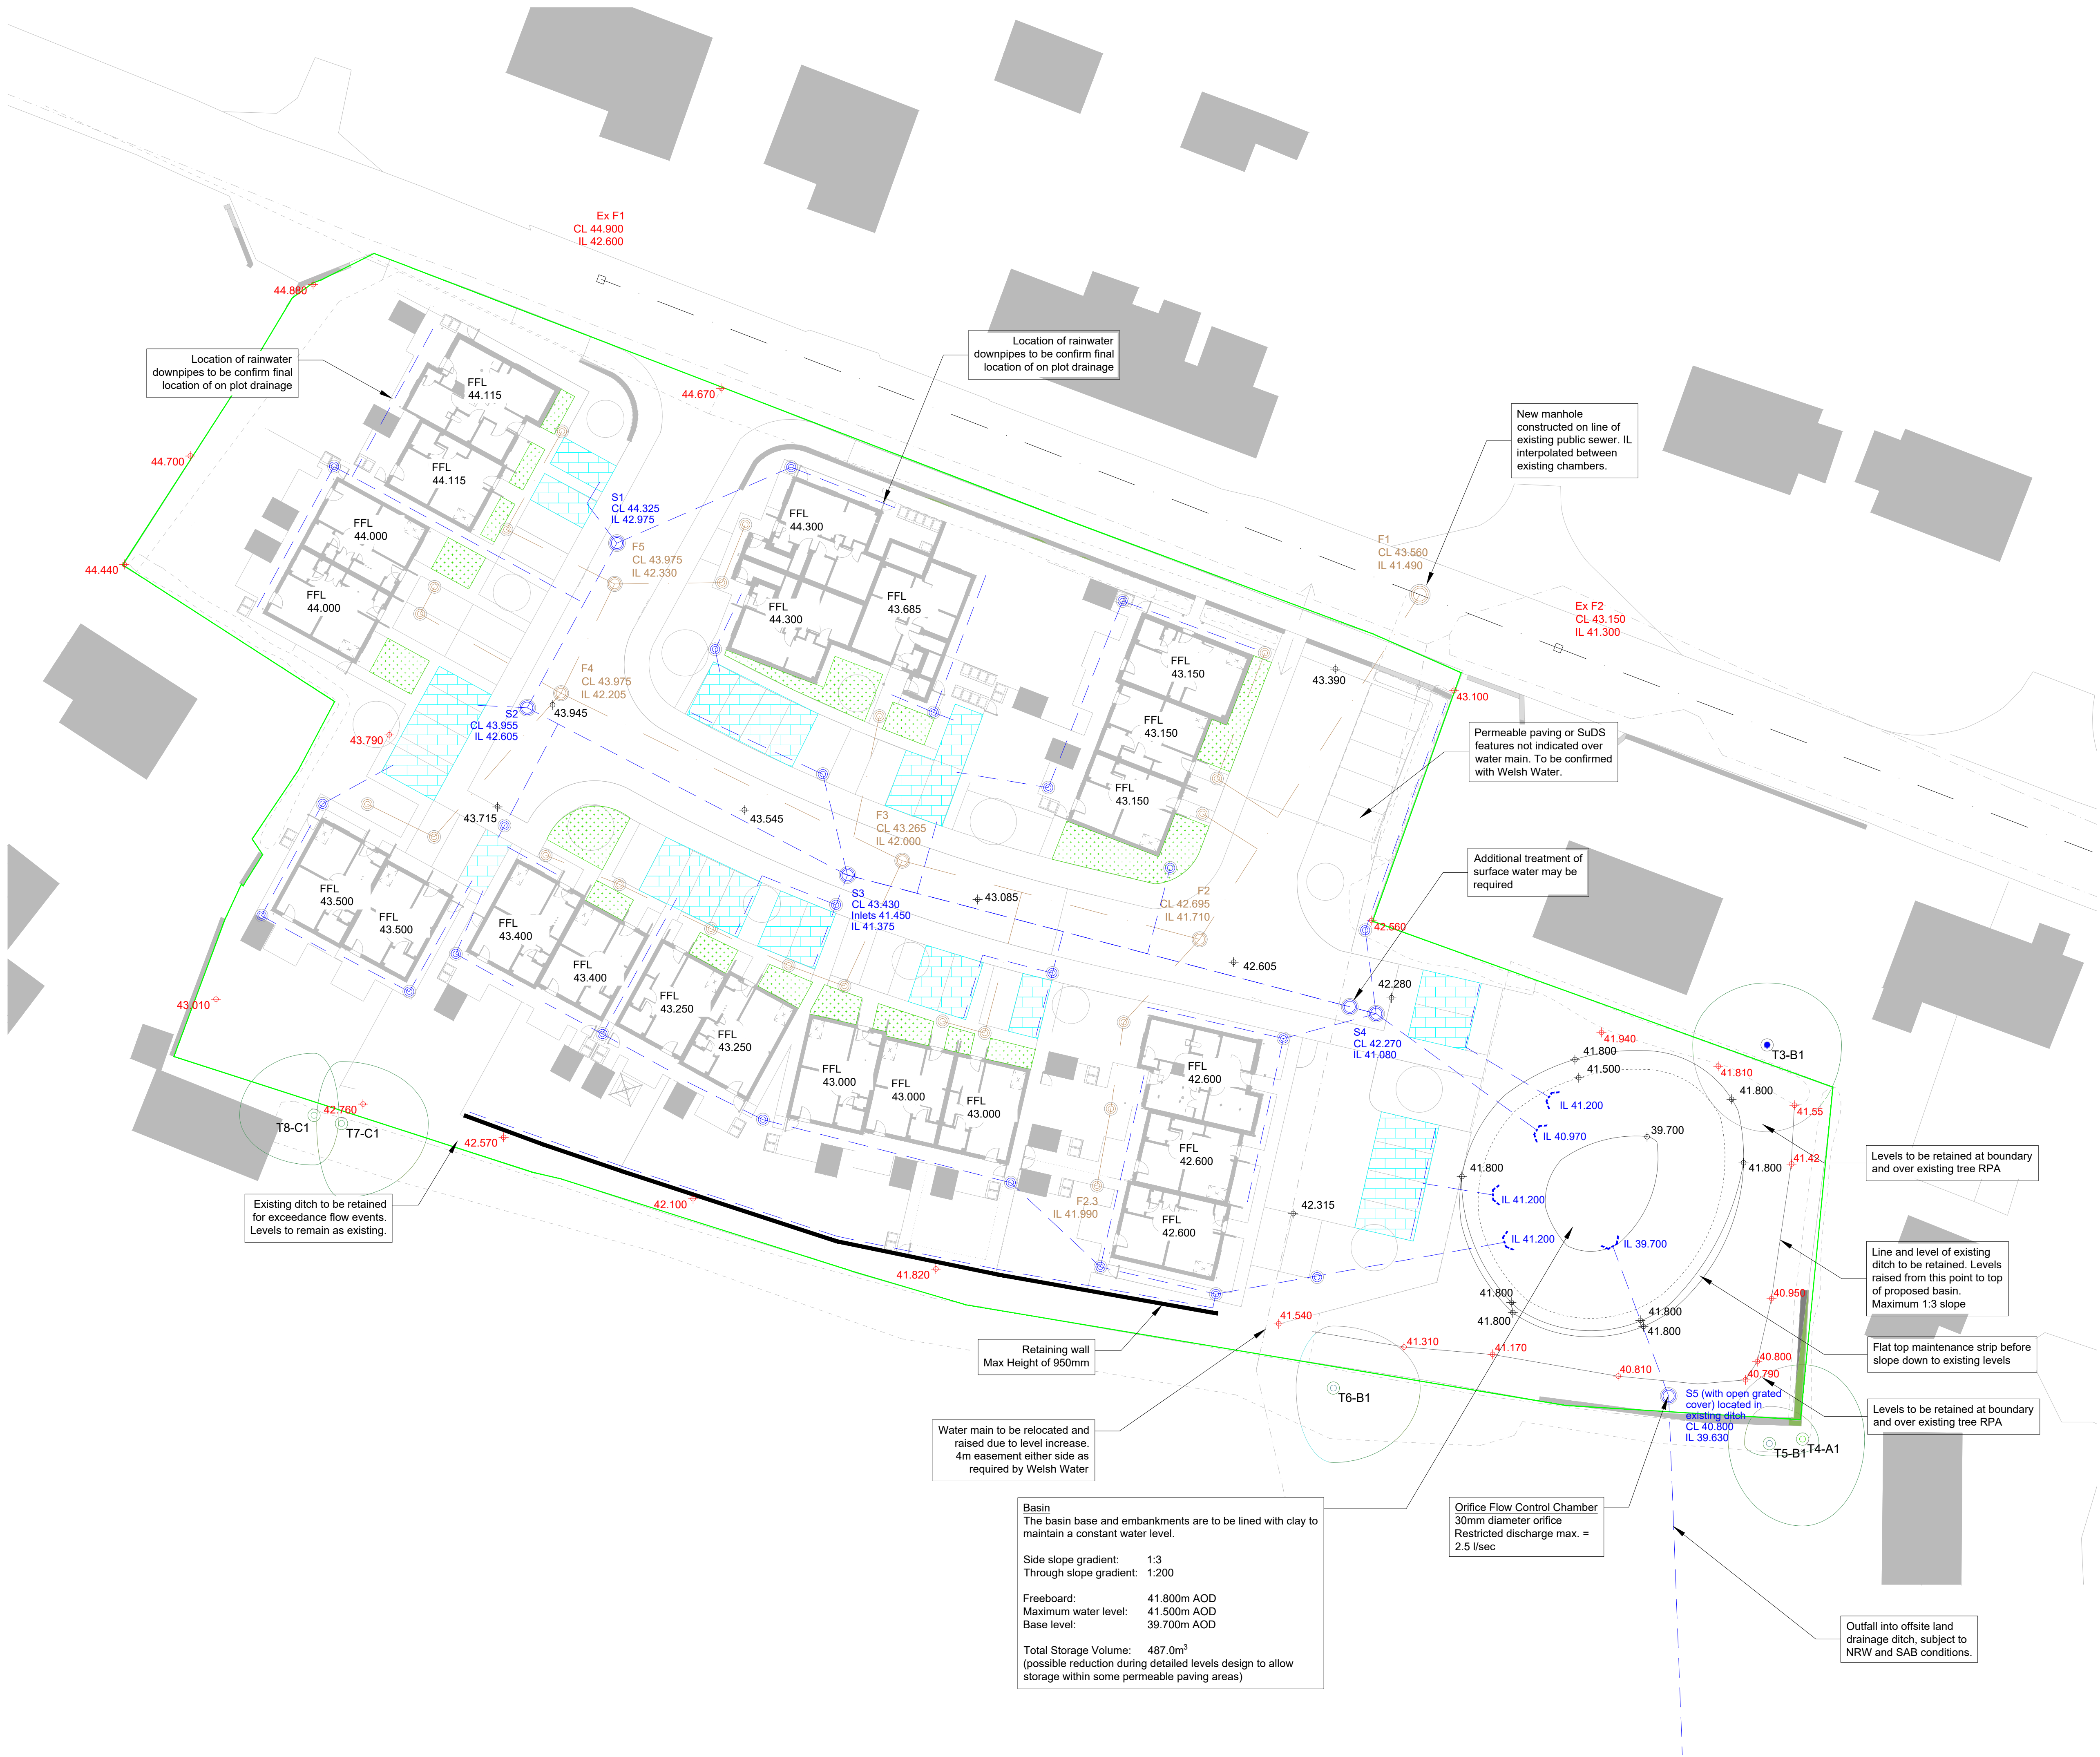 Ex F1
CL 44.900
IL 42.600
44.880
Location of rainwater
downpipes to be confirm final
location of on plot drainage
Location of rainwater
downpipes to be confirm final
location of on plot drainage
FFL
44.115
44.670
New manhole
constructed on line of
existing public sewer. IL
interpolated between
existing chambers.
44.700
FFL
44.115
S1
CL 44.325
IL 42.975
FFL
44.000
FFL
44.300
F5
CL 43.975
IL 42.330
F1
CL 43.560
IL 41.490
44.440
FFL
44.000
FFL
44.300
FFL
43.685
Ex F2
CL 43.150
IL 41.300
F4
CL 43.975
IL 42.205
FFL
43.150
43.390
43.100
S2
CL 43.955
IL 42.605
43.945
43.790
FFL
43.150
Permeable paving or SuDS
features not indicated over
water main. To be confirmed
with Welsh Water.
FFL
43.150
43.715
43.545
F3
CL 43.265
IL 42.000
Additional treatment of
surface water may be
required
FFL
43.500
FFL
43.500
S3
CL 43.430
Inlets 41.450
IL 41.375
43.085
F2
CL 42.695
IL 41.710
42.560
FFL
43.400
FFL
43.400
42.605
42.280
43.010
FFL
43.250
FFL
43.250
S4
CL 42.270
IL 41.080
41.940
41.800
41.500
41.810
T3-B1
FFL
43.000
FFL
43.000
FFL
43.000
FFL
42.600
41.800
41.55
IL 41.200
IL 40.970
39.700
42.760
T8-C1
T7-C1
42.570
FFL
42.600
41.800
41.800
41.42
Levels to be retained at boundary
and over existing tree RPA
Existing ditch to be retained
for exceedance flow events.
Levels to remain as existing.
42.100
F2.3
IL 41.990
FFL
42.600
42.315
IL 41.200
IL 41.200
IL 39.700
Line and level of existing
ditch to be retained. Levels
raised from this point to top
of proposed basin.
Maximum 1:3 slope
41.820
41.800
41.800
41.800
41.800
40.950
41.540
41.310
41.170
Retaining wall
Max Height of 950mm
40.810
40.800
40.790
Flat top maintenance strip before
slope down to existing levels
T6-B1
S5 (with open grated
cover) located in
existing ditch
CL 40.800
IL 39.630
T5-B1
T4-A1
Levels to be retained at boundary
and over existing tree RPA
Water main to be relocated and
raised due to level increase.
4m easement either side as
required by Welsh Water
Basin
The basin base and embankments are to be lined with clay to
maintain a constant water level.
Side slope gradient: 1:3
Through slope gradient: 1:200
Freeboard: 41.800m AOD
Maximum water level: 41.500m AOD
Base level: 39.700m AOD
Total Storage Volume: 487.0m³
(possible reduction during detailed levels design to allow
storage within some permeable paving areas)
Orifice Flow Control Chamber
30mm diameter orifice
Restricted discharge max. =
2.5 l/sec
Outfall into offsite land
drainage ditch, subject to
NRW and SAB conditions.